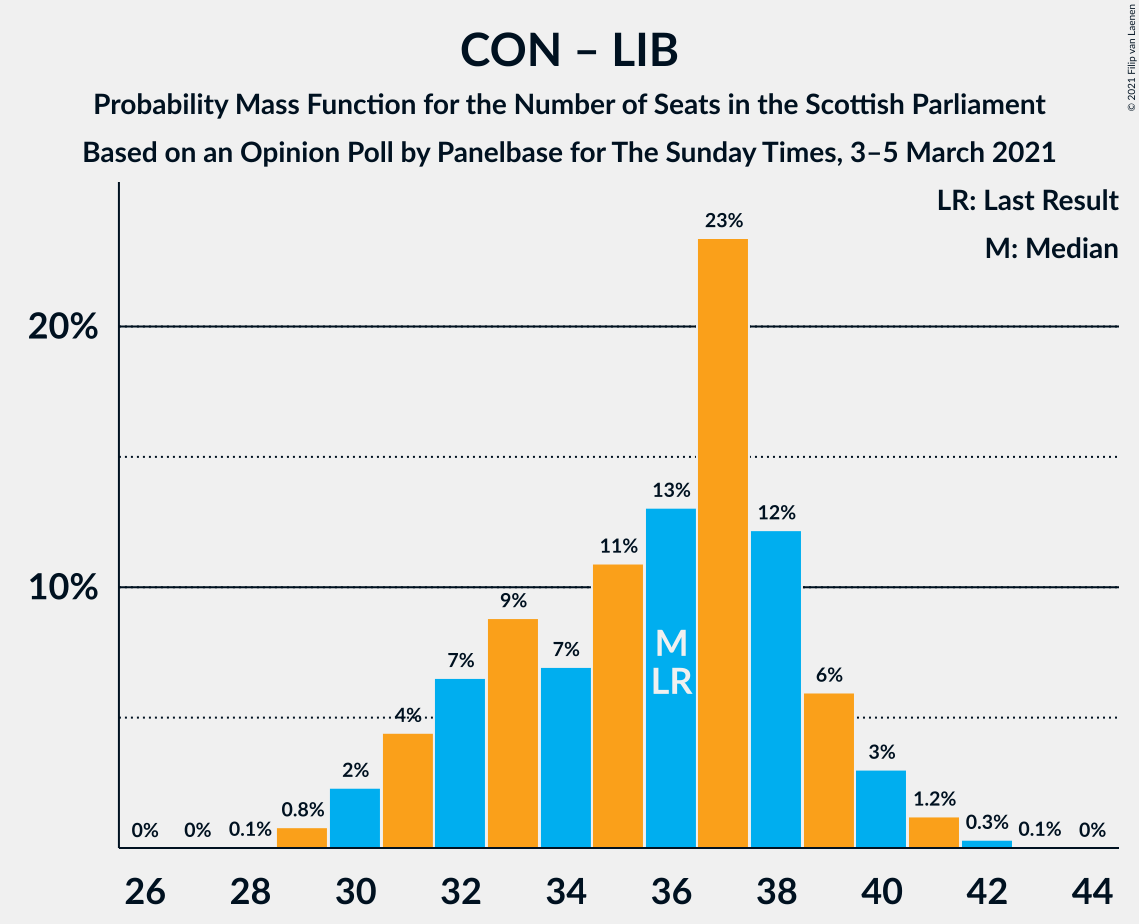 CON – LIB
Probability Mass Function for the Number of Seats in the Scottish Parliament
Based on an Opinion Poll by Panelbase for The Sunday Times, 3–5 March 2021
© 2021 Filip van Laenen
LR: Last Result
M: Median
20%
10%
0%
0%
0.1%
0.8%
2%
4%
7%
9%
7%
11%
13%
23%
12%
6%
3%
1.2%
0.3%
0.1%
0%
M
LR
26 28 30 32 34 36 38 40 42 44